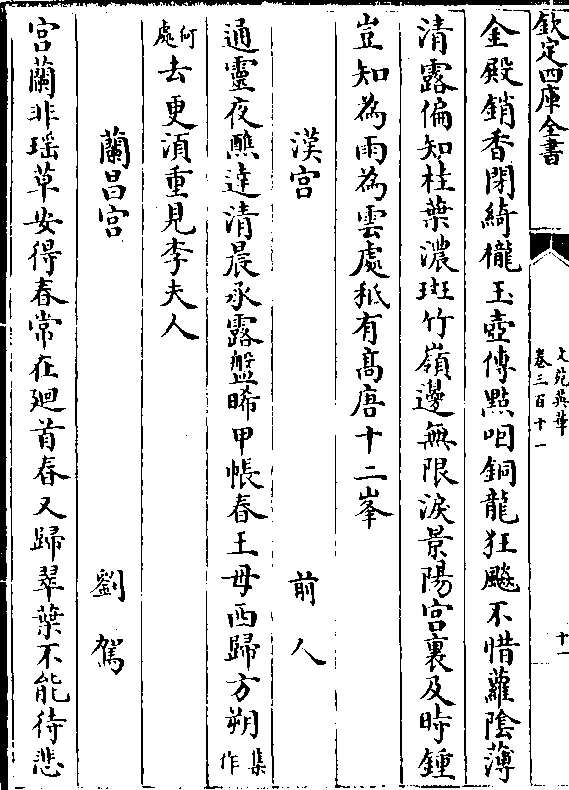 欽定四庫全書
文苑英華
卷三百十一
十一
金殿銷香閉綺櫳玉壺傳點咽銅龍狂飈不惜蘿陰薄
清露偏知桂葉濃斑竹嶺邊無限淚景陽宫裏及時鍾
豈知為雨為雲處秪有髙唐十二峯
漢宫　前人
通靈夜醮達清晨承露盤晞甲帳春王母西歸方朔集作
何處去更湏重見李夫人
蘭昌宫　劉駕
宫蘭非瑶草安得春常在廻首春又歸翠葉不能待悲